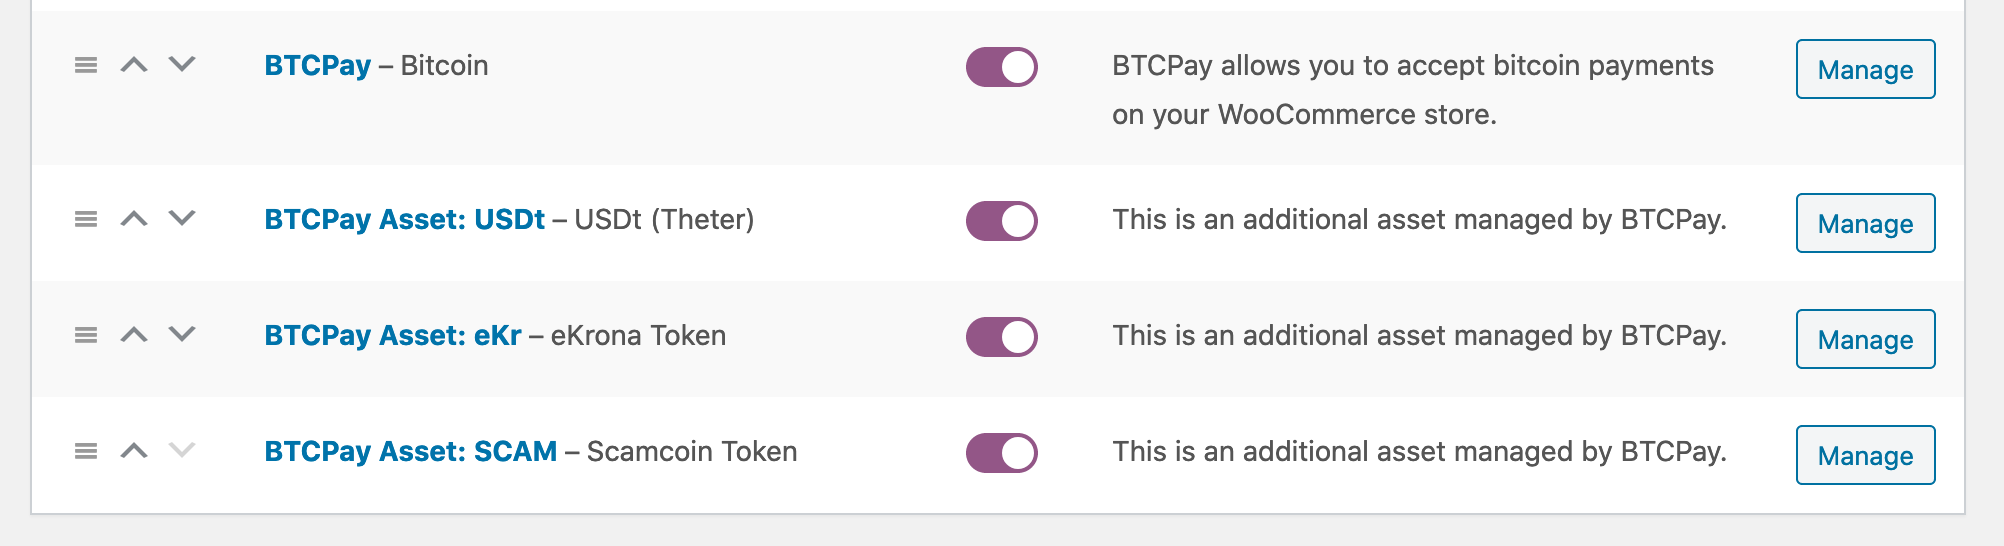 BTCPay – Bitcoin
BTCPay allows you to accept bitcoin payments
on your WooCommerce store.
Manage
BTCPay Asset: USDt – USDt (Theter)
This is an additional asset managed by BTCPay.
Manage
BTCPay Asset: eKr – eKrona Token
This is an additional asset managed by BTCPay.
Manage
BTCPay Asset: SCAM – Scamcoin Token
This is an additional asset managed by BTCPay.
Manage